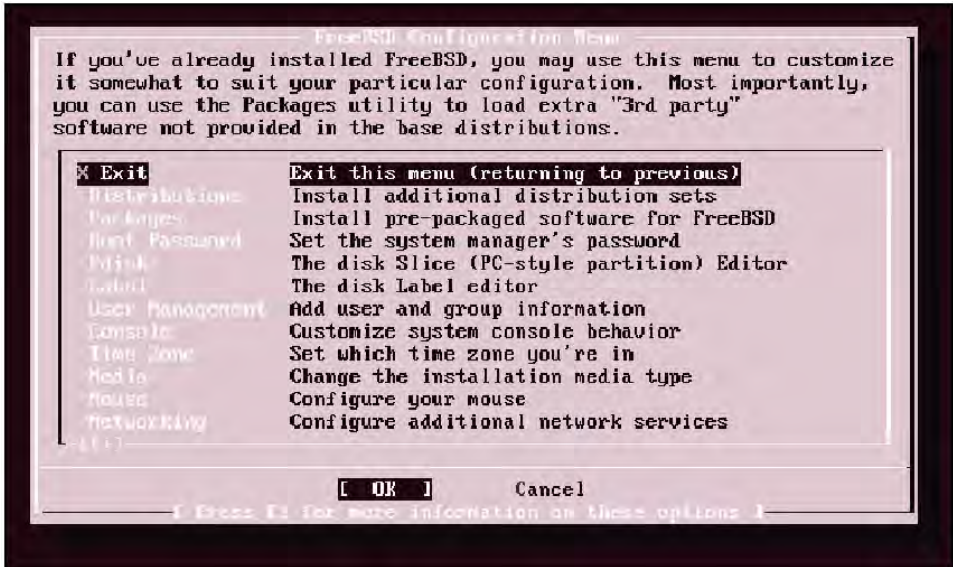 FreeBSD Configuration Menu
If you've already installed FreeBSD, you may use this menu to customize
it somewhat to suit your particular configuration.  Most importantly,
you can use the Packages utility to load extra "3rd party"
software not provided in the base distributions.
X Exit Exit this menu (returning to previous)
Distributions Install additional distribution sets
Packages Install pre-packaged software for FreeBSD
Root Password Set the system manager's password
Fdisk The disk Slice (PC-style partition) Editor
Label The disk Label editor
User Management Add user and group information
Console Customize system console behavior
Time Zone Set which time zone you're in
Media Change the installation media type
Mouse Configure your mouse
Networking Configure additional network services
[ OK ] Cancel
[ Press F1 for more information on these options ]